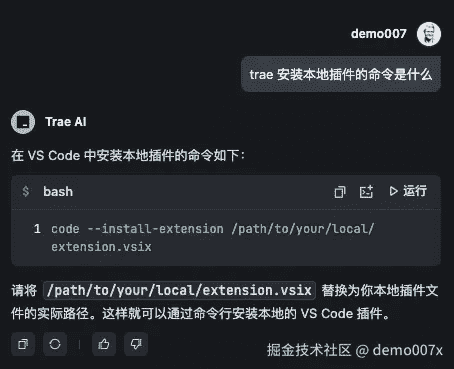 demo007
trae 安装本地插件的命令是什么
Trae AI
在 VS Code 中安装本地插件的命令如下：
$ bash 运行
1 code --install-extension /path/to/your/local/
extension.vsix
请将 /path/to/your/local/extension.vsix 替换为你本地插件文
件的实际路径。这样就可以通过命令行安装本地的 VS Code 插件。
掘金技术社区 @ demo007x